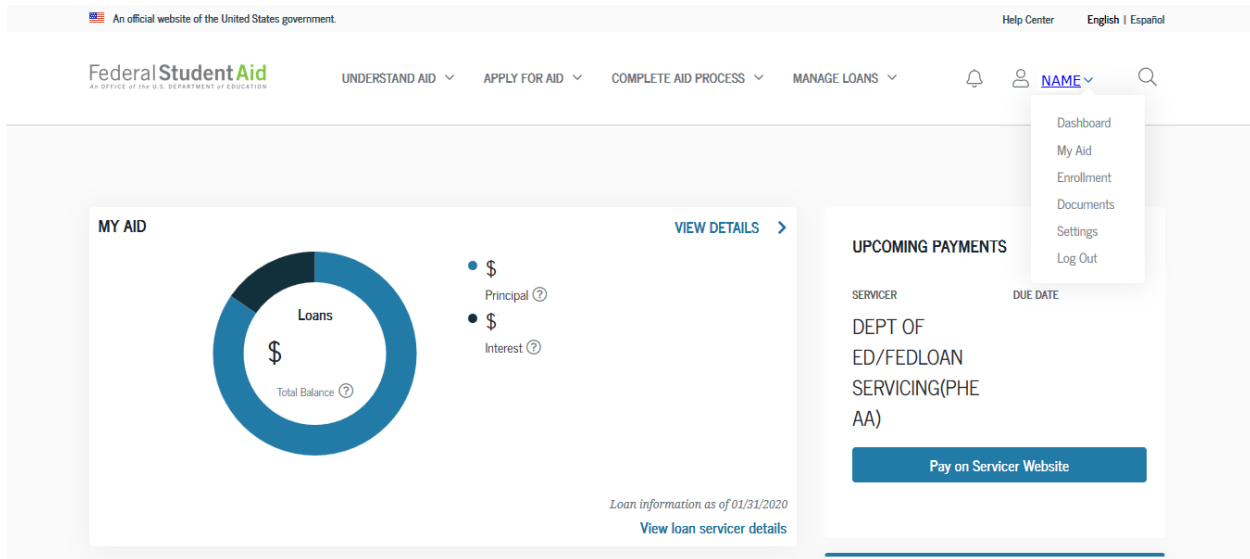 An official website of the United States government.
Help Center English | Español
Federal Student Aid
An OFFICE of the U.S. DEPARTMENT of EDUCATION
UNDERSTAND AID APPLY FOR AID COMPLETE AID PROCESS MANAGE LOANS NAME
Dashboard
My Aid
Enrollment
Documents
Settings
Log Out
MY AID
VIEW DETAILS
Loans
$
Total Balance ?
$
Principal ?
$
Interest ?
Loan information as of 01/31/2020
View loan servicer details
UPCOMING PAYMENTS
SERVICER DUE DATE
DEPT OF
ED/FEDLOAN
SERVICING(PHE
AA)
Pay on Servicer Website